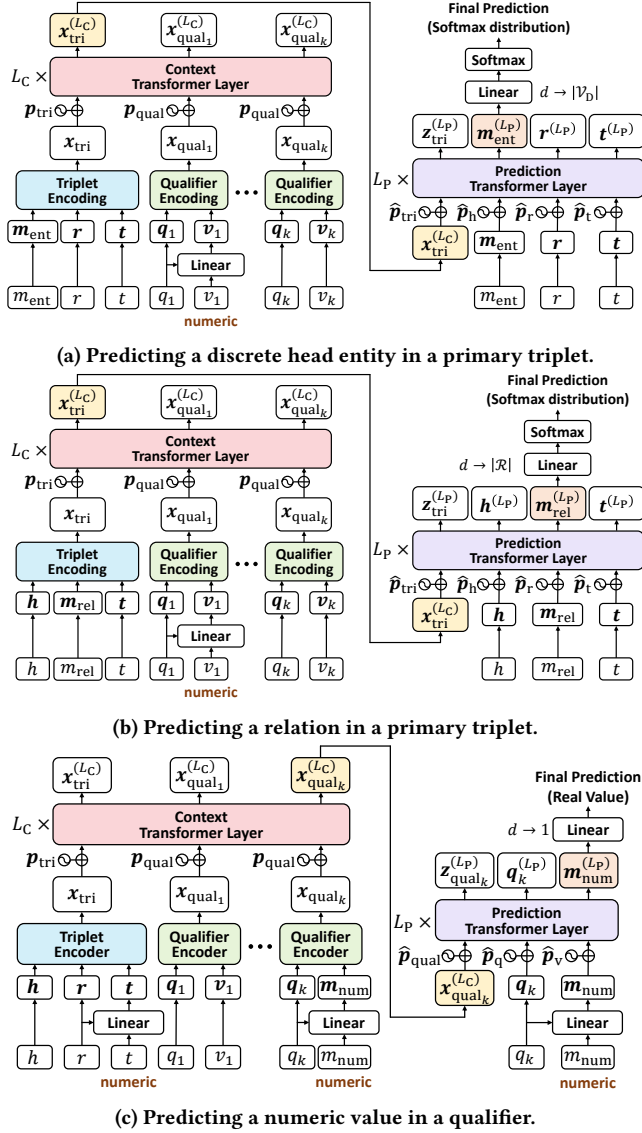 x_tri^(L_C) x_qual_1^(L_C) x_qual_k^(L_C)
L_C × Context Transformer Layer
p_tri p_qual p_qual
x_tri x_qual_1 x_qual_k
Triplet Encoding Qualifier Encoding ••• Qualifier Encoding
m_ent r t q_1 v_1 q_k v_k
Linear
m_ent r t q_1 v_1 q_k v_k
numeric
Final Prediction
(Softmax distribution)
Softmax
Linear d → |V_D|
z_tri^(L_P) m_ent^(L_P) r^(L_P) t^(L_P)
L_P × Prediction Transformer Layer
p̂_tri p̂_h p̂_r p̂_t
x_tri^(L_C) m_ent r t
m_ent r t
(a) Predicting a discrete head entity in a primary triplet.
x_tri^(L_C) x_qual_1^(L_C) x_qual_k^(L_C)
L_C × Context Transformer Layer
p_tri p_qual p_qual
x_tri x_qual_1 x_qual_k
Triplet Encoding Qualifier Encoding ••• Qualifier Encoding
h m_rel t q_1 v_1 q_k v_k
Linear
h m_rel t q_1 v_1 q_k v_k
numeric
Final Prediction
(Softmax distribution)
Softmax
d → |R| Linear
z_tri^(L_P) h^(L_P) m_rel^(L_P) t^(L_P)
L_P × Prediction Transformer Layer
p̂_tri p̂_h p̂_r p̂_t
x_tri^(L_C) h m_rel t
h m_rel t
(b) Predicting a relation in a primary triplet.
x_tri^(L_C) x_qual_1^(L_C) x_qual_k^(L_C)
L_C × Context Transformer Layer
p_tri p_qual p_qual
x_tri x_qual_1 x_qual_k
Triplet Encoder Qualifier Encoder ••• Qualifier Encoder
h r t q_1 v_1 q_k m_num
Linear Linear
h r t q_1 v_1 q_k m_num
numeric numeric
Final Prediction
(Real Value)
d → 1 Linear
z_qual_k^(L_P) q_k^(L_P) m_num^(L_P)
L_P × Prediction Transformer Layer
p̂_qual p̂_q p̂_v
x_qual_k^(L_C) q_k m_num
Linear
q_k m_num
numeric
(c) Predicting a numeric value in a qualifier.